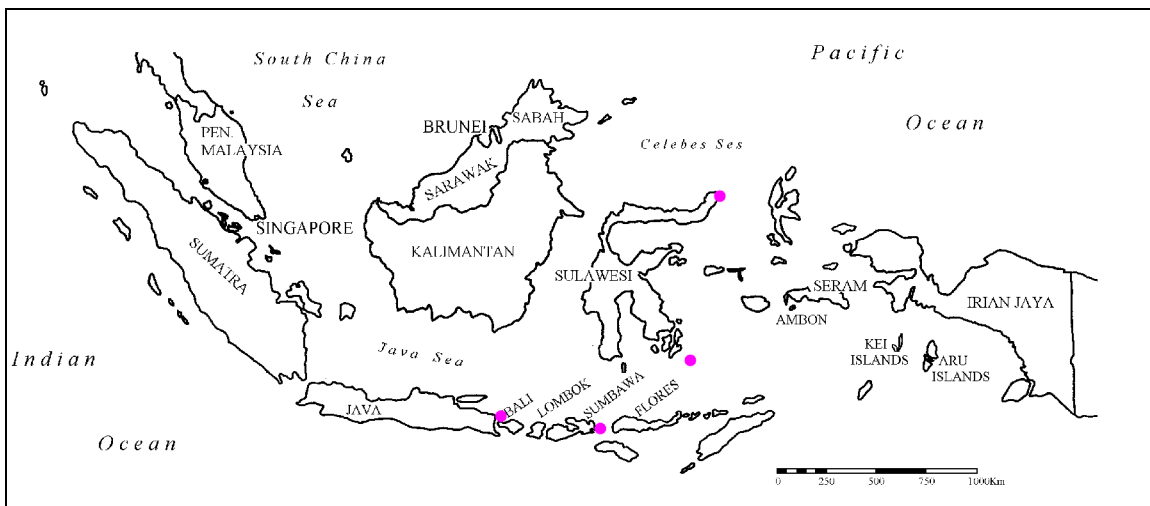 South China
Sea
Pacific
Ocean
PEN.
MALAYSIA
BRUNEI
SABAH
Celebes Ses
SARAWAK
SINGAPORE
SUMATRA
KALIMANTAN
SULAWESI
SERAM
AMBON
IRIAN JAYA
KEI
ISLANDS
ARU
ISLANDS
Indian
Ocean
Java Sea
JAVA
BALI
LOMBOK
SUMBAWA
FLORES
0 250 500 750 1000Km